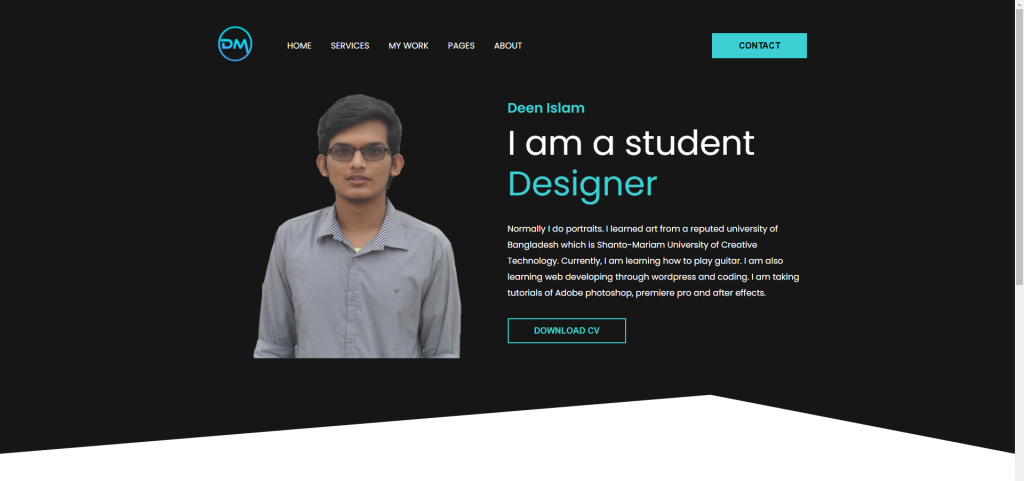 DM
HOME SERVICES MY WORK PAGES ABOUT CONTACT
Deen Islam
I am a student
Designer
Normally I do portraits. I learned art from a reputed university of
Bangladesh which is Shanto-Mariam University of Creative
Technology. Currently, I am learning how to play guitar. I am also
learning web developing through wordpress and coding. I am taking
tutorials of Adobe photoshop, premiere pro and after effects.
DOWNLOAD CV